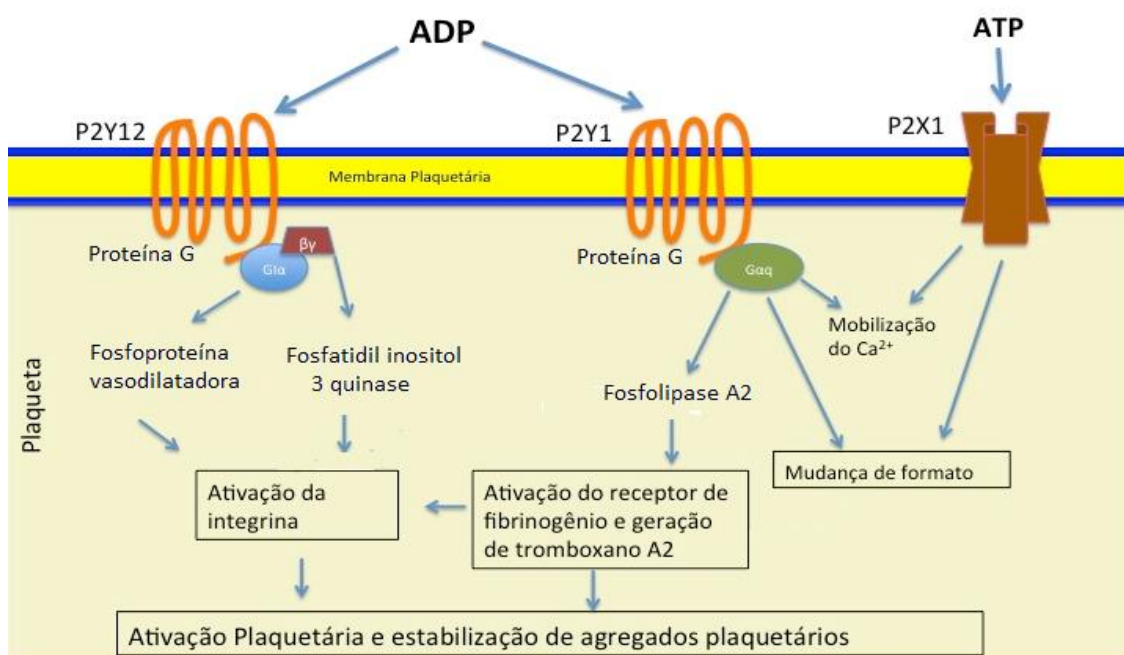 ADP
ATP
P2Y12
P2Y1
P2X1
Membrana Plaquetária
Proteína G
βγ
GIα
Proteína G
Gαq
Mobilização
do Ca²⁺
Fosfoproteína
vasodilatadora
Fosfatidil inositol
3 quinase
Fosfolipase A2
Plaqueta
Mudança de formato
Ativação da
integrina
Ativação do receptor de
fibrinogênio e geração
de tromboxano A2
Ativação Plaquetária e estabilização de agregados plaquetários